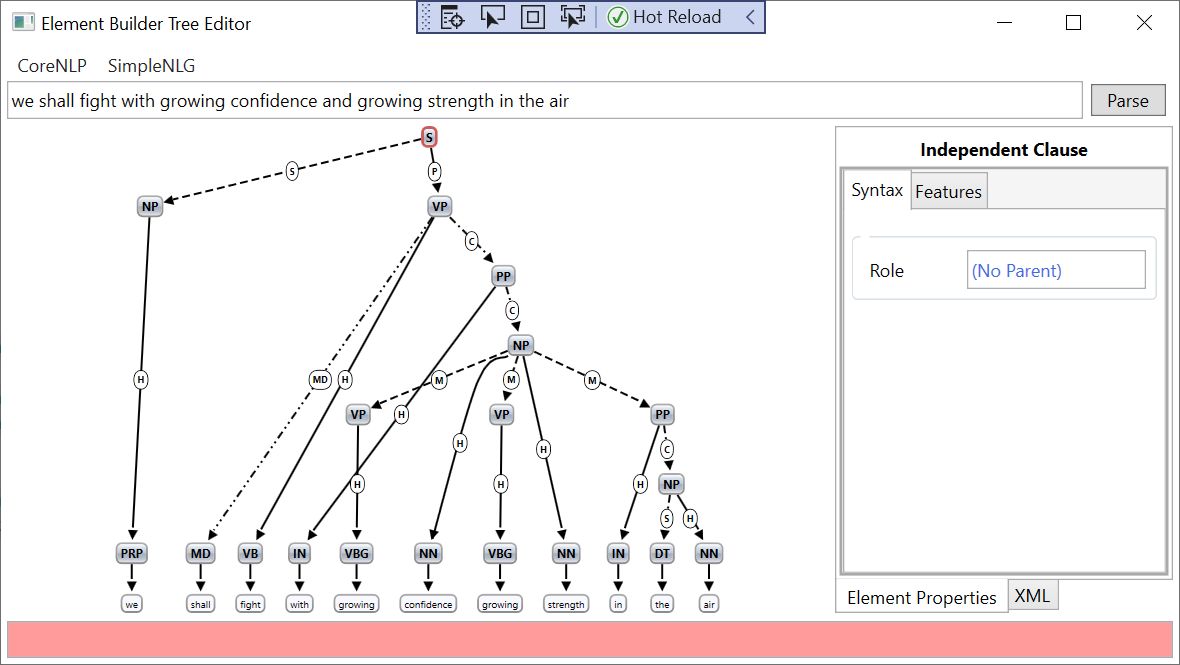 Element Builder Tree Editor
Hot Reload
CoreNLP SimpleNLG
we shall fight with growing confidence and growing strength in the air
Parse
S
Independent Clause
S P
Syntax Features
NP VP
C
Role (No Parent)
PP
C
NP
MD H H M M M
VP H VP PP
H H C
H H H NP
S H
PRP MD VB IN VBG NN VBG NN IN DT NN
we shall fight with growing confidence growing strength in the air
Element Properties XML